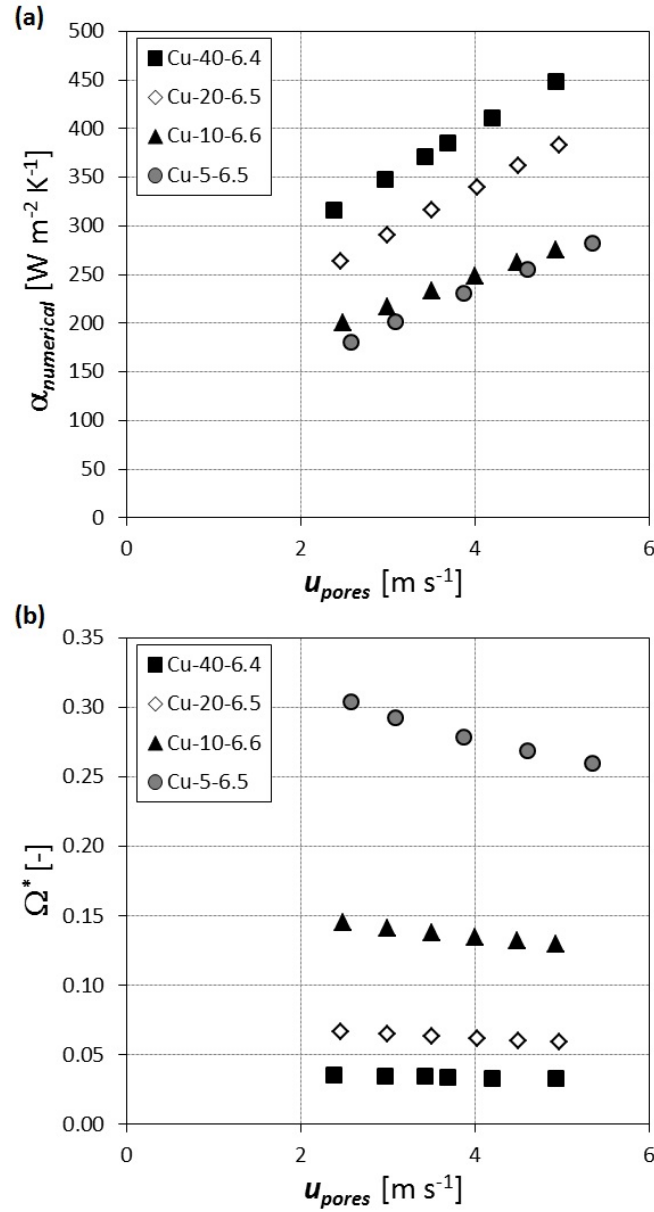 (a)
500
450
400
350
300
250
200
150
100
50
0
α_numerical [W m⁻² K⁻¹]
Cu-40-6.4
Cu-20-6.5
Cu-10-6.6
Cu-5-6.5
0 2 4 6
u_pores [m s⁻¹]
(b)
0.35
0.30
0.25
0.20
0.15
0.10
0.05
0.00
Ω* [-]
Cu-40-6.4
Cu-20-6.5
Cu-10-6.6
Cu-5-6.5
0 2 4 6
u_pores [m s⁻¹]